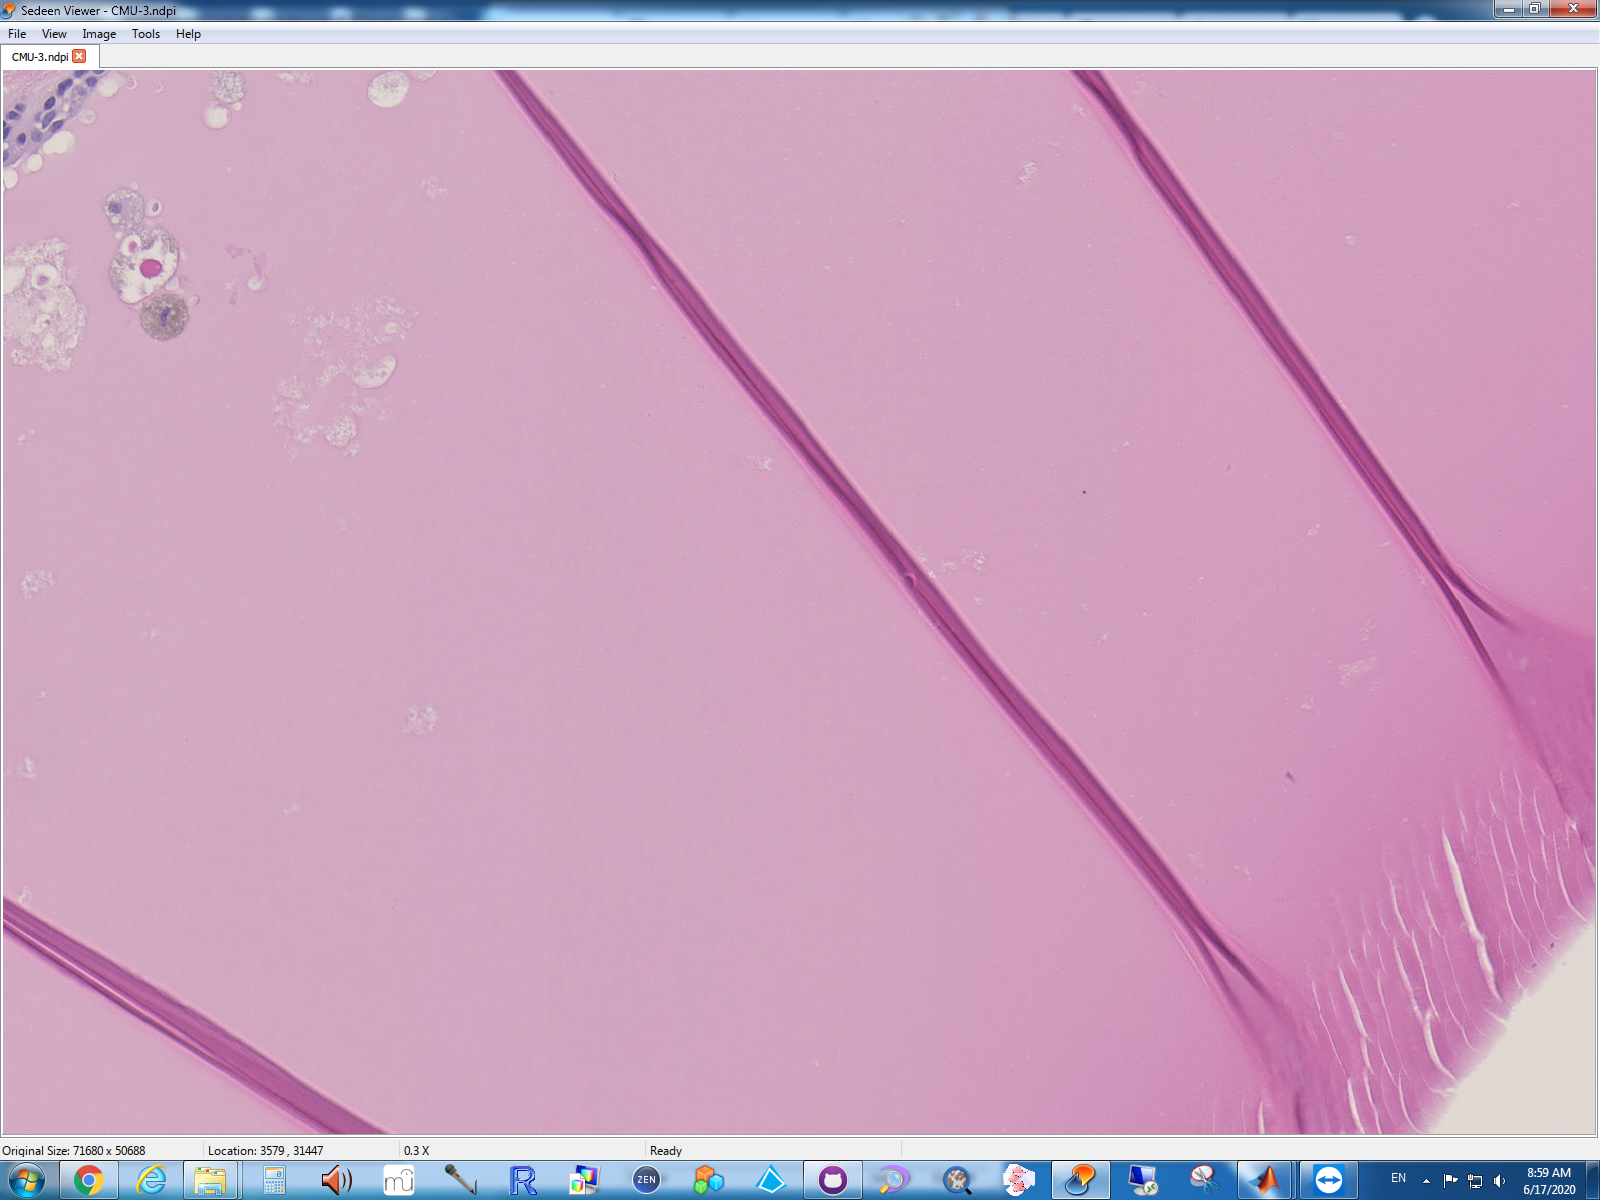 Sedeen Viewer - CMU-3.ndpi
File View Image Tools Help
CMU-3.ndpi
Original Size: 71680 x 50688 Location: 3579 , 31447 0.3 X Ready
mü R ZEN EN 8:59 AM
6/17/2020